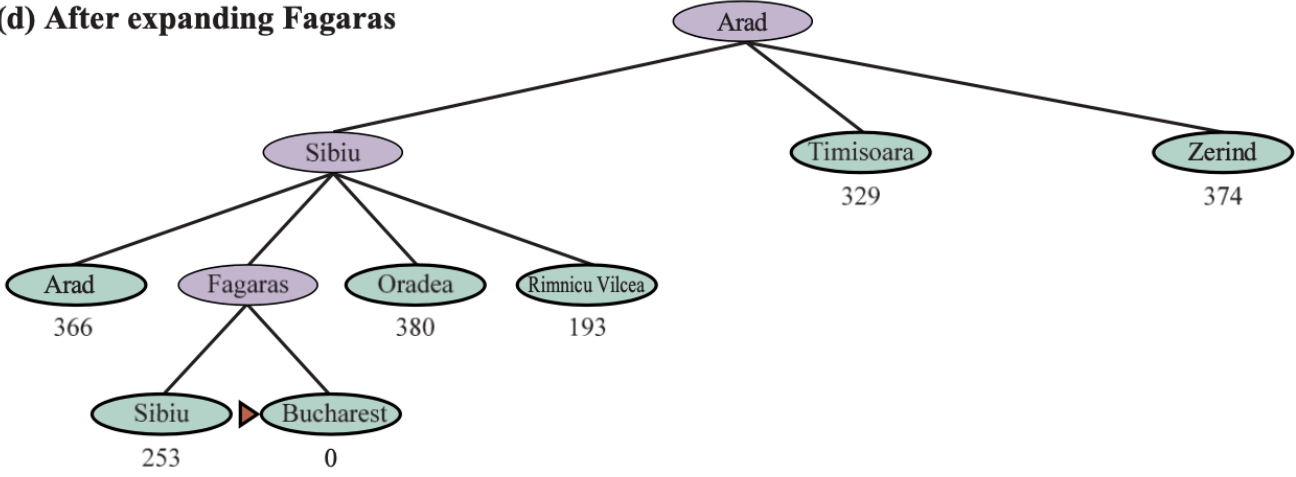 (d) After expanding Fagaras
Arad
Sibiu
Timisoara
Zerind
329
374
Arad
Fagaras
Oradea
Rimnicu Vilcea
366
380
193
Sibiu
Bucharest
253
0